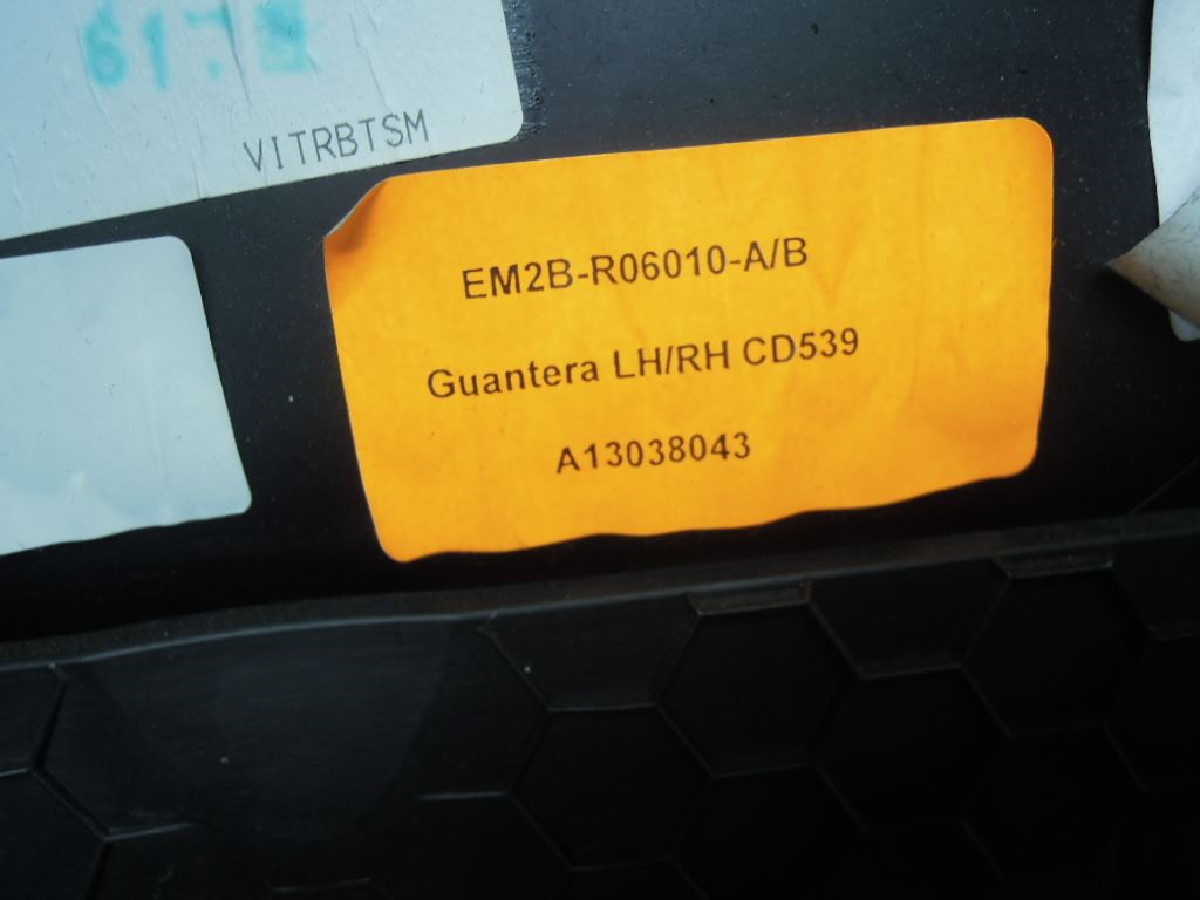 VITRBTSM
EM2B-R06010-A/B
Guantera LH/RH CD539
A13038043